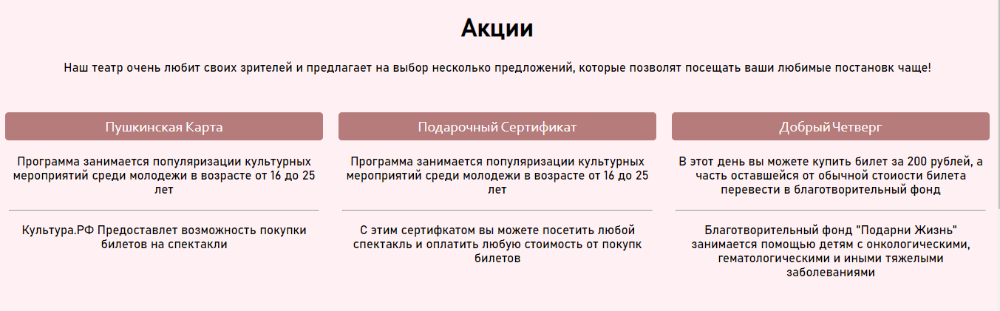 Акции
Наш театр очень любит своих зрителей и предлагает на выбор несколько предложений, которые позволят посещать ваши любимые постановк чаще!
Пушкинская Карта
Программа занимается популяризации культурных
мероприятий среди молодежи в возрасте от 16 до 25
лет
Культура.РФ Предоставлет возможность покупки
билетов на спектакли
Подарочный Сертификат
Программа занимается популяризации культурных
мероприятий среди молодежи в возрасте от 16 до 25
лет
С этим сертифкатом вы можете посетить любой
спектакль и оплатить любую стоимость от покупк
билетов
Добрый Четверг
В этот день вы можете купить билет за 200 рублей, а
часть оставшейся от обычной стоиости билета
перевести в благотворительный фонд
Благотворительный фонд "Подарни Жизнь"
занимается помощью детям с онкологическими,
гематологическими и иными тяжелыми
заболеваниями